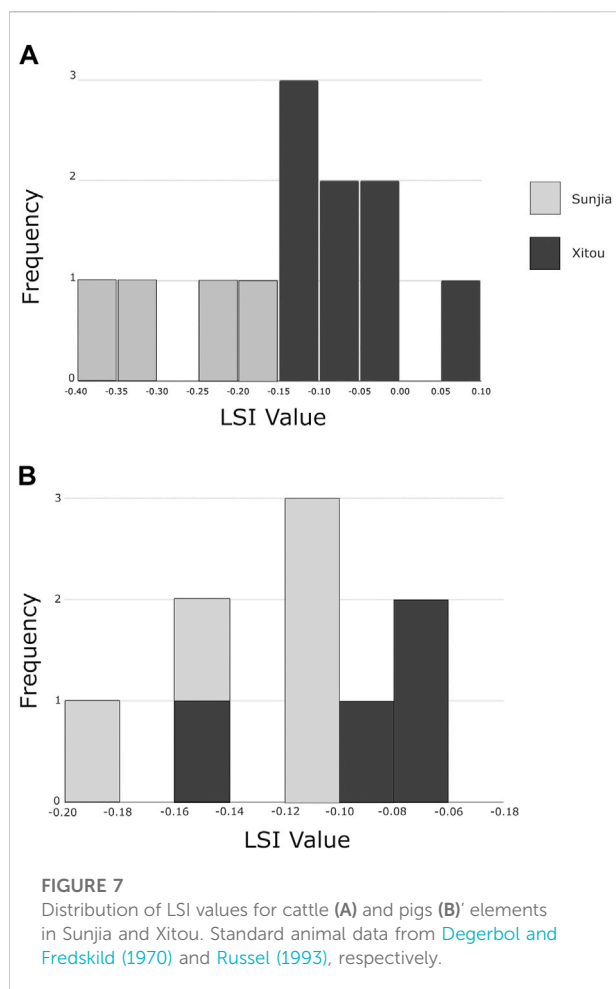 A
3
2
1
0
Frequency
-0.40 -0.35 -0.30 -0.25 -0.20 -0.15 -0.10 -0.05 0.00 0.05 0.10
LSI Value
Sunjia
Xitou
B
3
2
1
0
Frequency
-0.20 -0.18 -0.16 -0.14 -0.12 -0.10 -0.08 -0.06 -0.18
LSI Value
FIGURE 7
Distribution of LSI values for cattle (A) and pigs (B)’ elements
in Sunjia and Xitou. Standard animal data from Degerbol and
Fredskild (1970) and Russel (1993), respectively.